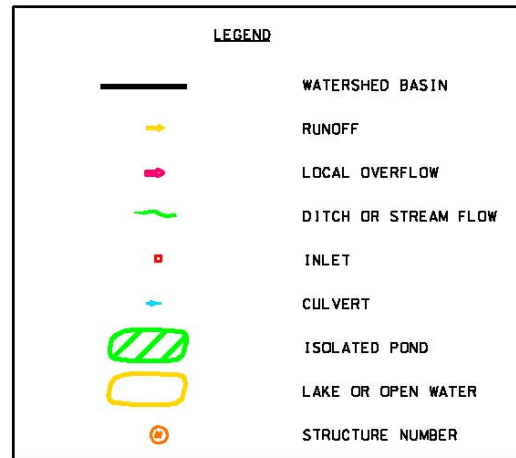 LEGEND
WATERSHED BASIN
RUNOFF
LOCAL OVERFLOW
DITCH OR STREAM FLOW
INLET
CULVERT
ISOLATED POND
LAKE OR OPEN WATER
# STRUCTURE NUMBER